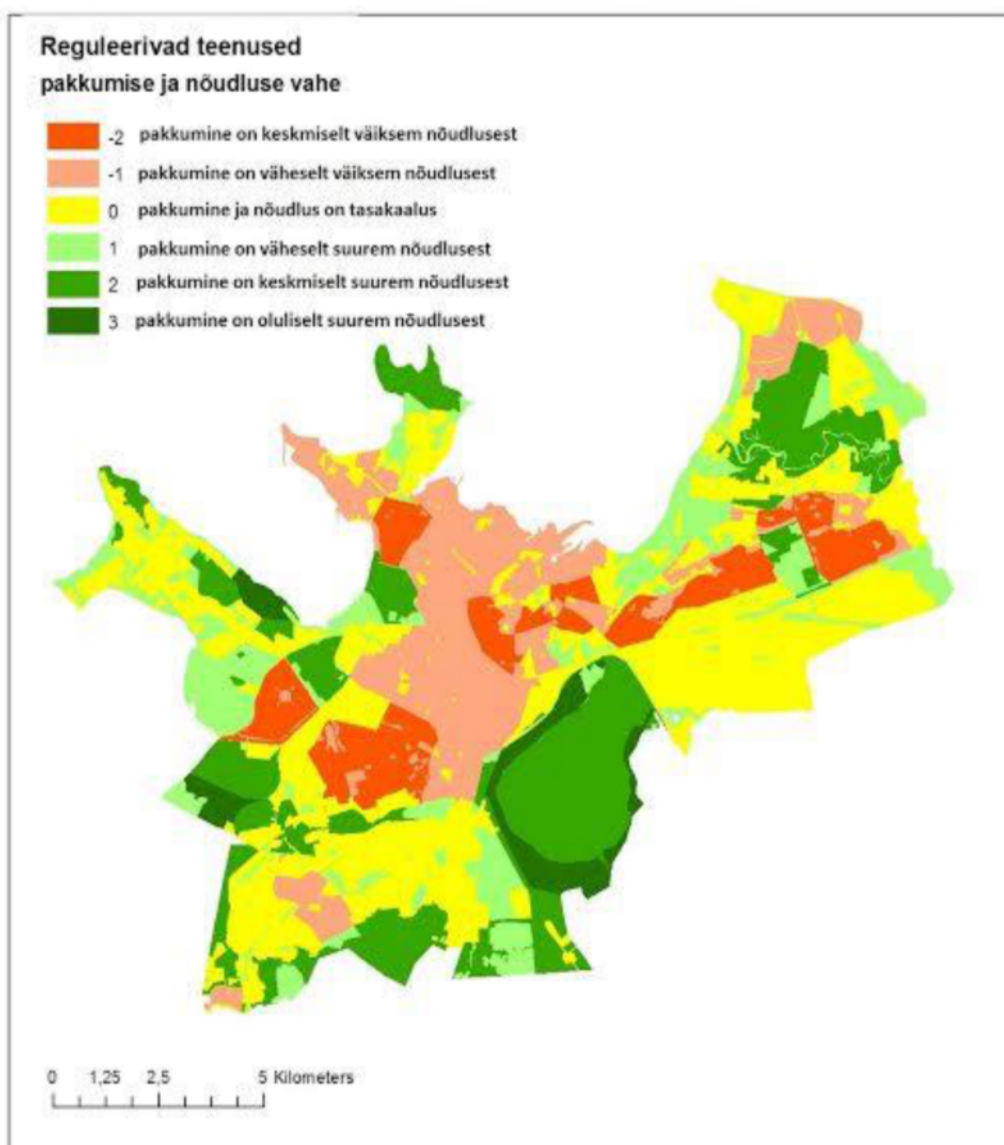 Reguleerivad teenused
pakkumise ja nõudluse vahe
-2 pakkumine on keskmiselt väiksem nõudlusest
-1 pakkumine on väheselt väiksem nõudlusest
0 pakkumine ja nõudlus on tasakaalus
1 pakkumine on väheselt suurem nõudlusest
2 pakkumine on keskmiselt suurem nõudlusest
3 pakkumine on oluliselt suurem nõudlusest
0 1,25 2,5 5 Kilometers